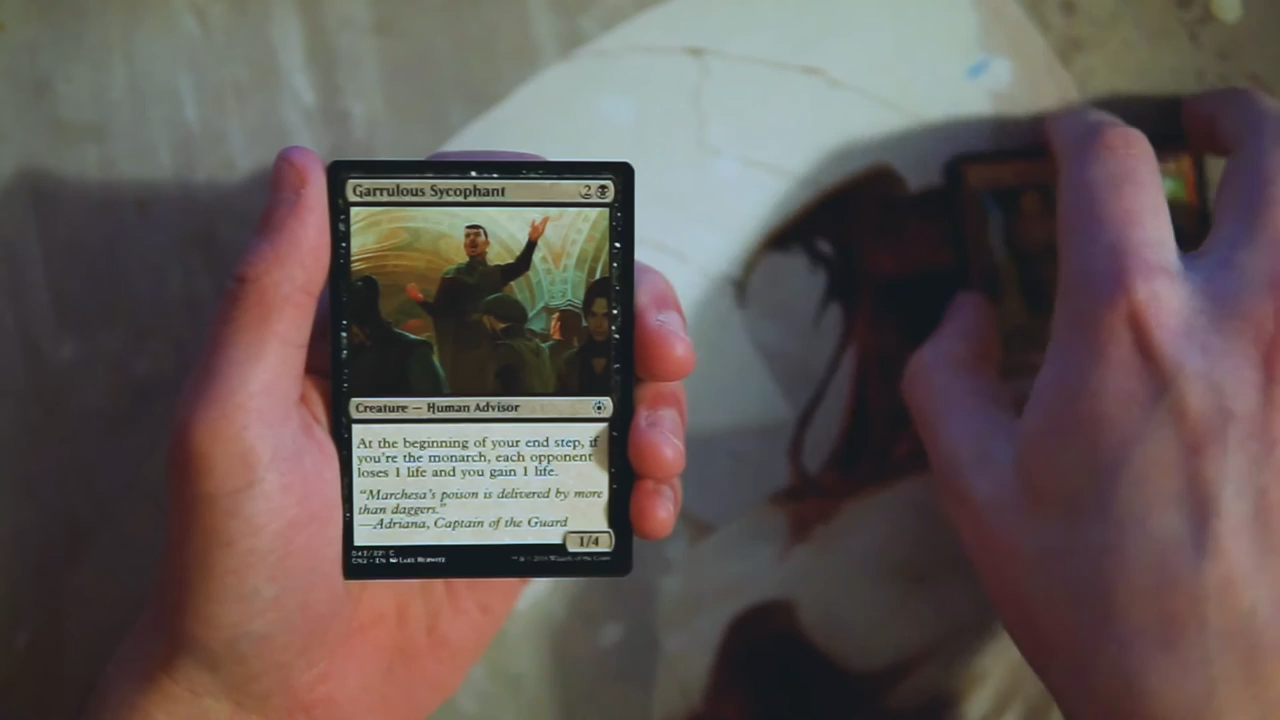 Garrulous Sycophant 2
Creature — Human Advisor
At the beginning of your end step, if
you're the monarch, each opponent
loses 1 life and you gain 1 life.
"Marchesa's poison is delivered by more
than daggers."
—Adriana, Captain of the Guard
1/4
CN2 • EN